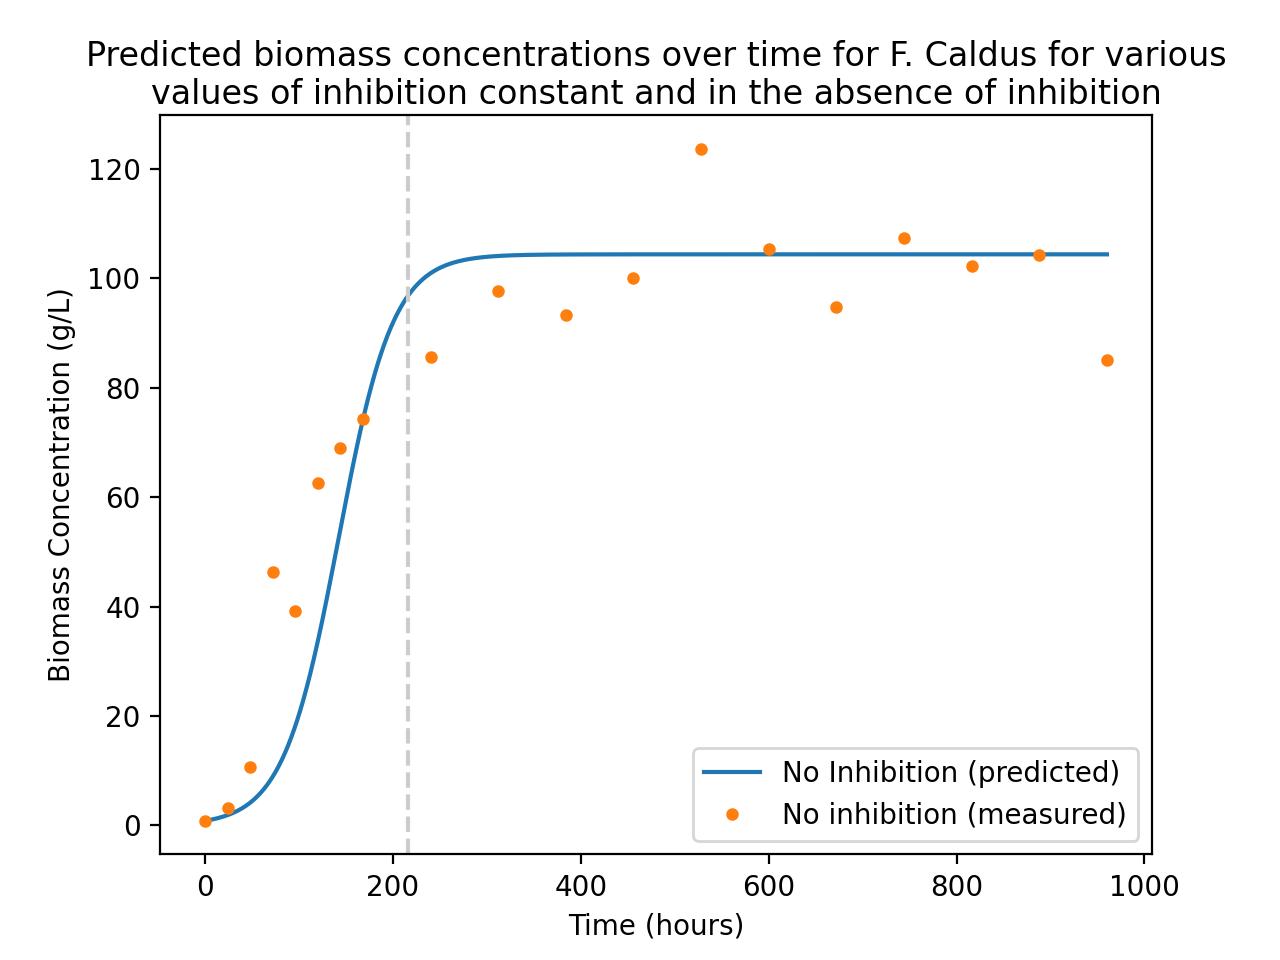 Predicted biomass concentrations over time for F. Caldus for various
values of inhibition constant and in the absence of inhibition
120
100
80
60
40
20
0
Biomass Concentration (g/L)
No Inhibition (predicted)
No inhibition (measured)
0 200 400 600 800 1000
Time (hours)